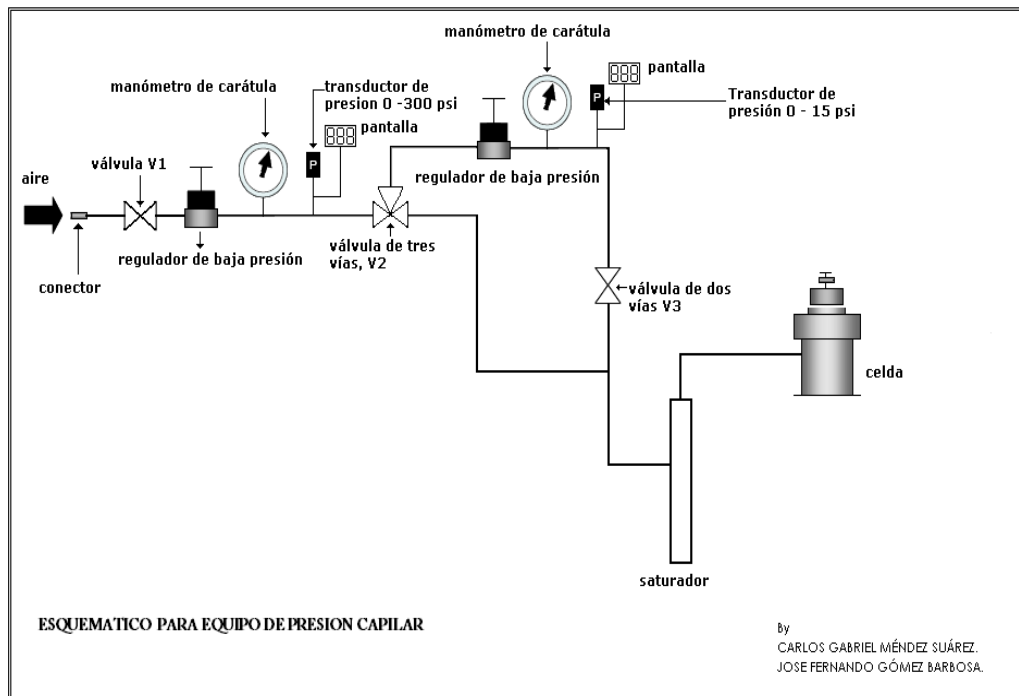 manómetro de carátula
pantalla
manómetro de carátula
transductor de
presion 0 -300 psi
pantalla
P
P
Transductor de
presión 0 - 15 psi
válvula V1
aire
regulador de baja presión
regulador de baja presión
válvula de tres
vías, V2
conector
válvula de dos
vías V3
celda
saturador
ESQUEMATICO PARA EQUIPO DE PRESION CAPILAR
By
CARLOS GABRIEL MÉNDEZ SUÁREZ.
JOSE FERNANDO GÓMEZ BARBOSA.